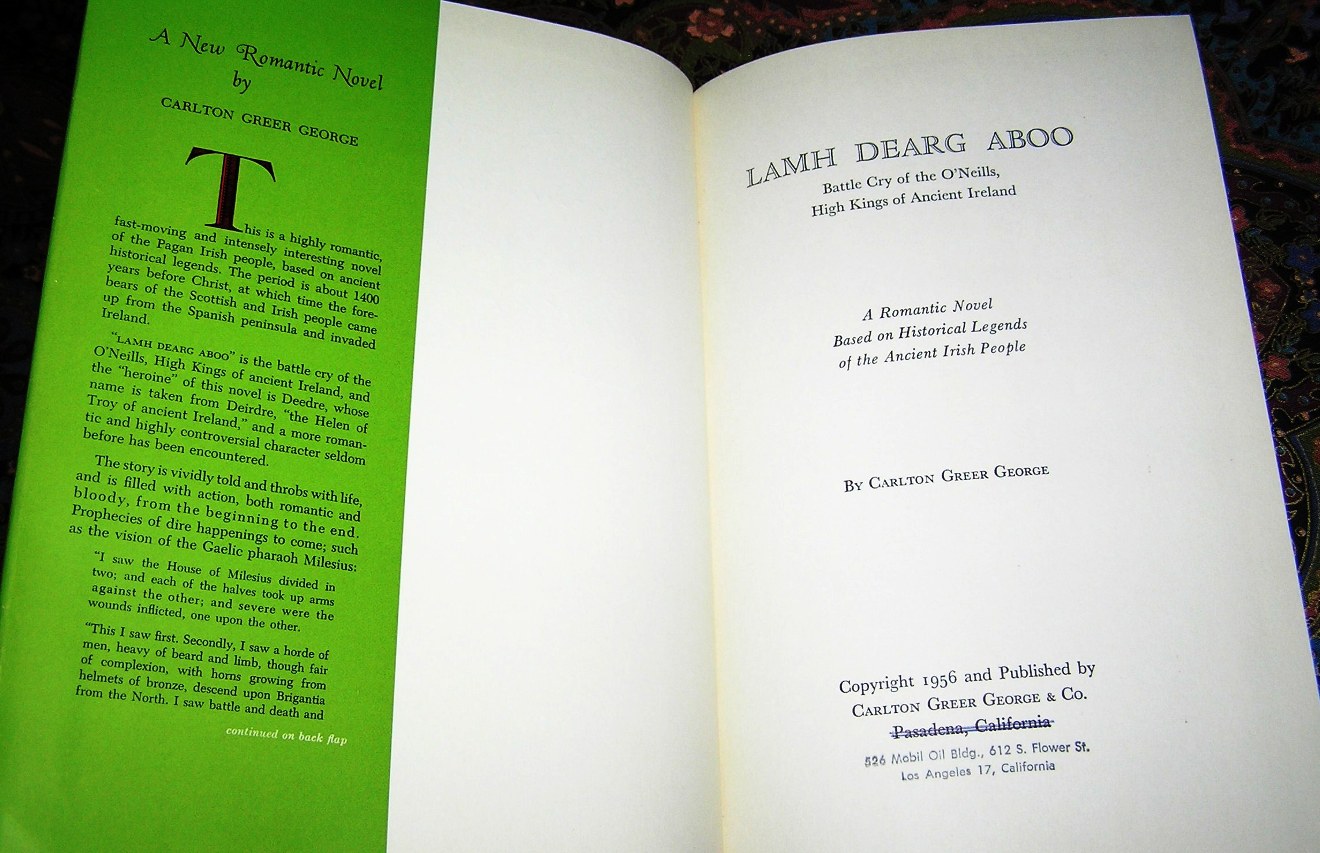 A New Romantic Novel
by
CARLTON GREER GEORGE
This is a highly romantic,
fast-moving and intensely interesting novel
of the Pagan Irish people, based on ancient
historical legends. The period is about 1400
years before Christ, at which time the fore-
bears of the Scottish and Irish people came
up from the Spanish peninsula and invaded
Ireland.
"LAMH DEARG ABOO" is the battle cry of the
O'Neills, High Kings of ancient Ireland, and
the "heroine" of this novel is Deedre, whose
name is taken from Deirdre, "the Helen of
Troy of ancient Ireland," and a more roman-
tic and highly controversial character seldom
before has been encountered.
The story is vividly told and throbs with life,
and is filled with action, both romantic and
bloody, from the beginning to the end.
Prophecies of dire happenings to come; such
as the vision of the Gaelic pharaoh Milesius:
"I saw the House of Milesius divided in
two; and each of the halves took up arms
against the other; and severe were the
wounds inflicted, one upon the other.
"This I saw first. Secondly, I saw a horde of
men, heavy of beard and limb, though fair
of complexion, with horns growing from
helmets of bronze, descend upon Brigantia
from the North. I saw battle and death and
continued on back flap
LAMH DEARG ABOO
Battle Cry of the O'Neills,
High Kings of Ancient Ireland
A Romantic Novel
Based on Historical Legends
of the Ancient Irish People
BY CARLTON GREER GEORGE
Copyright 1956 and Published by
CARLTON GREER GEORGE & CO.
Pasadena, California
526 Mobil Oil Bldg., 612 S. Flower St.
Los Angeles 17, California